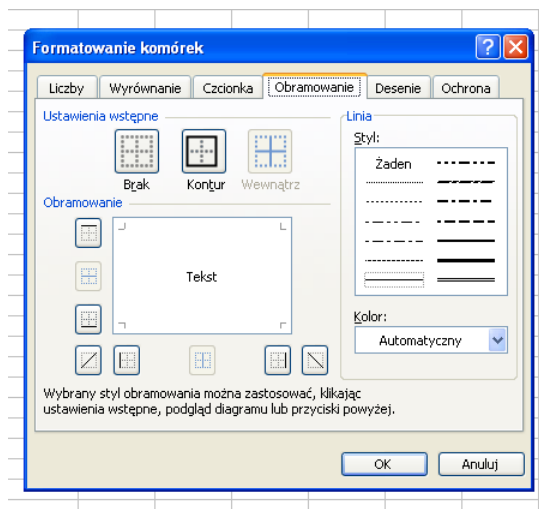 Formatowanie komórek
Liczby Wyrównanie Czcionka Obramowanie Desenie Ochrona
Ustawienia wstępne
Brak Kontur Wewnątrz
Linia
Styl:
Żaden
Obramowanie
Tekst
Kolor:
Automatyczny
Wybrany styl obramowania można zastosować, klikając
ustawienia wstępne, podgląd diagramu lub przyciski powyżej.
OK Anuluj